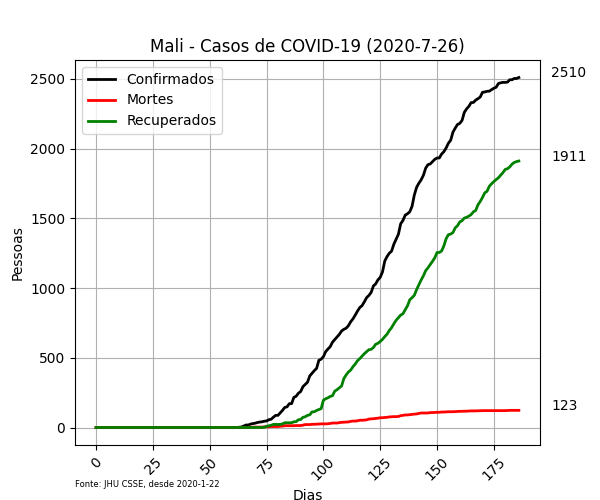 Mali - Casos de COVID-19 (2020-7-26)
Confirmados
Mortes
Recuperados
2510
1911
123
Pessoas
2500
2000
1500
1000
500
0
0
25
50
75
100
125
150
175
Dias
Fonte: JHU CSSE, desde 2020-1-22